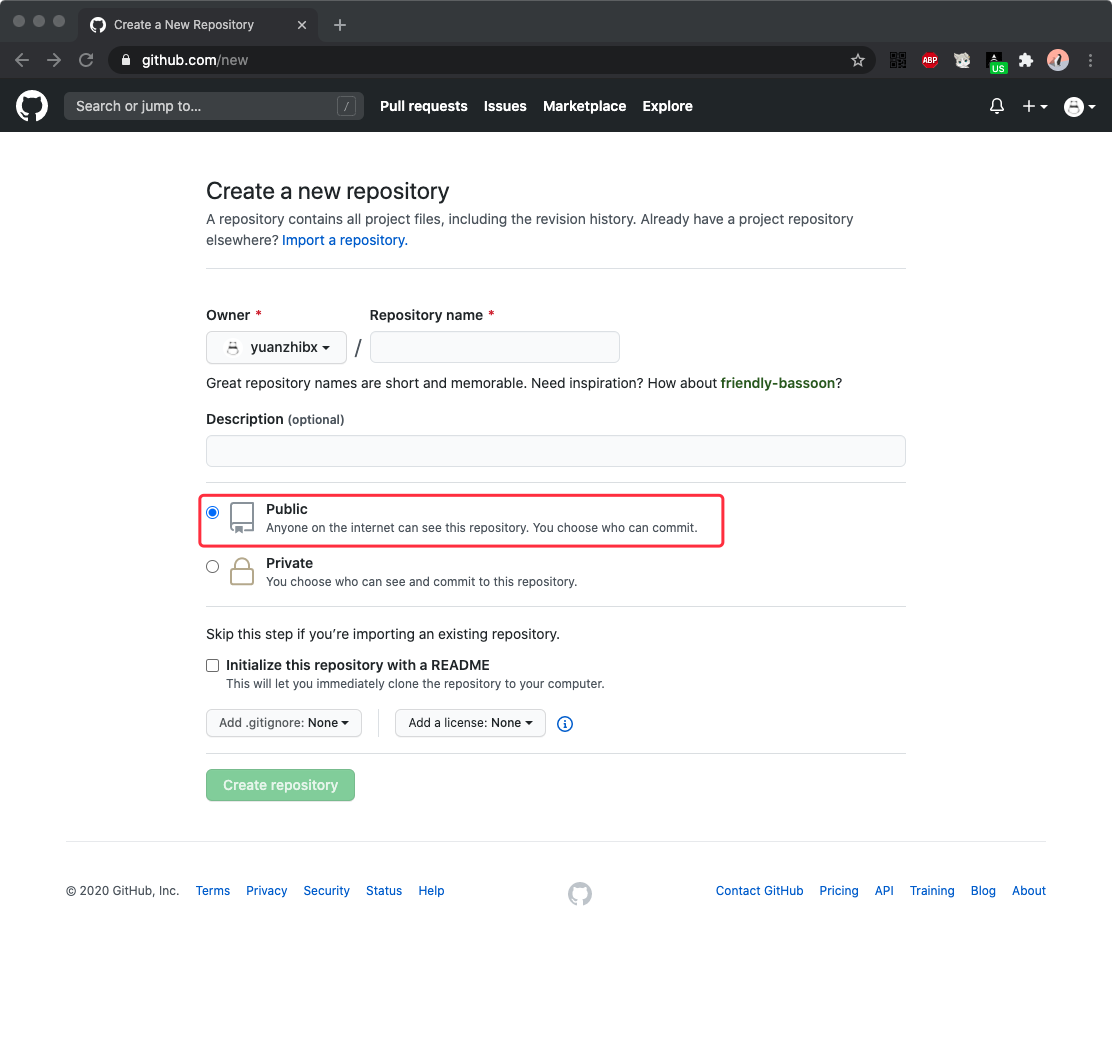 Create a New Repository
github.com/new
ABP
US
Search or jump to…
/
Pull requests
Issues
Marketplace
Explore
Create a new repository
A repository contains all project files, including the revision history. Already have a project repository
elsewhere? Import a repository.
Owner *
Repository name *
yuanzhibx
/
Great repository names are short and memorable. Need inspiration? How about friendly-bassoon?
Description (optional)
Public
Anyone on the internet can see this repository. You choose who can commit.
Private
You choose who can see and commit to this repository.
Skip this step if you’re importing an existing repository.
Initialize this repository with a README
This will let you immediately clone the repository to your computer.
Add .gitignore: None
Add a license: None
Create repository
© 2020 GitHub, Inc.
Terms
Privacy
Security
Status
Help
Contact GitHub
Pricing
API
Training
Blog
About